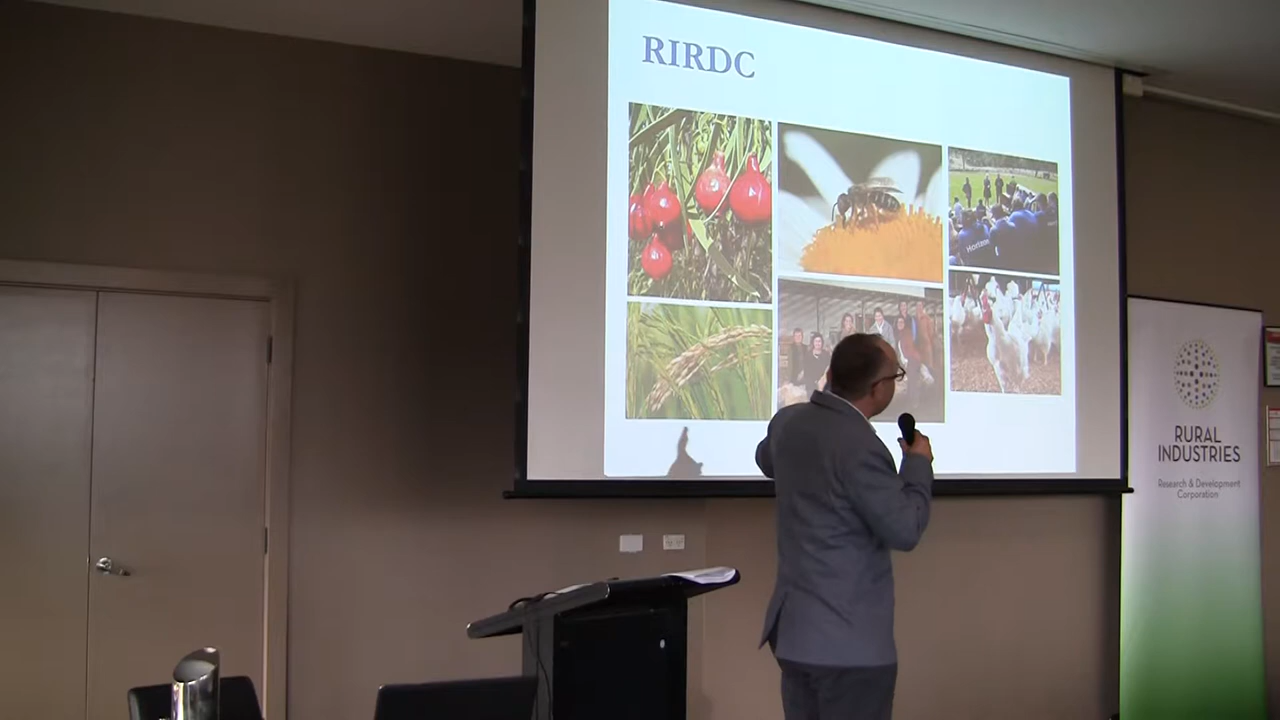 RIRDC
Horizon
RURAL
INDUSTRIES
Research & Development
Corporation